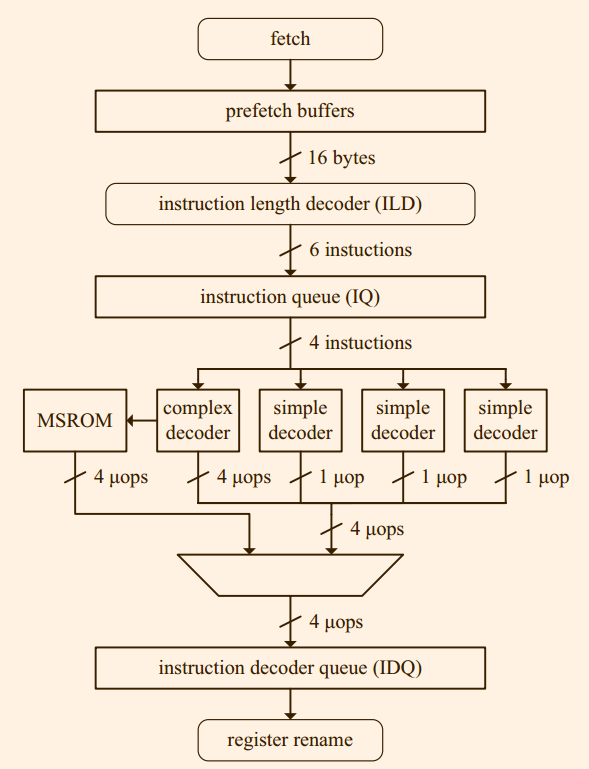 fetch
prefetch buffers
16 bytes
instruction length decoder (ILD)
6 instuctions
instruction queue (IQ)
4 instuctions
MSROM
complex
decoder
simple
decoder
simple
decoder
simple
decoder
4 μops
4 μops
1 μop
1 μop
1 μop
4 μops
4 μops
instruction decoder queue (IDQ)
register rename